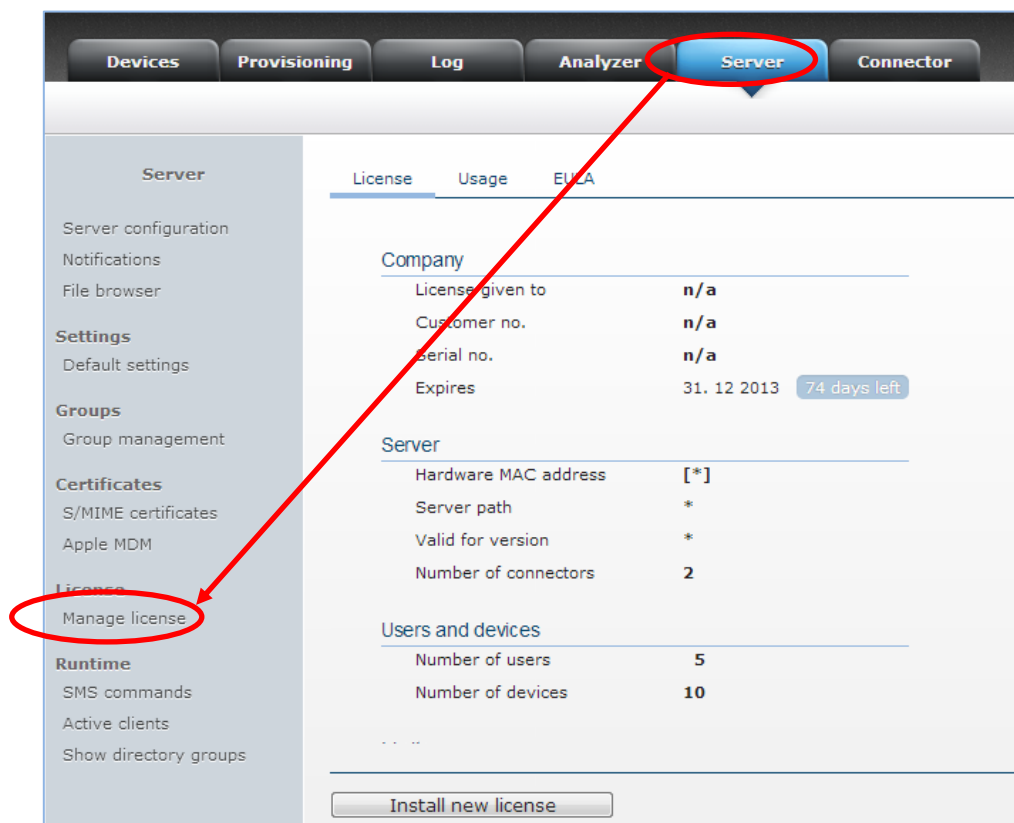 Devices Provisioning Log Analyzer Server Connector
Server
Server configuration
Notifications
File browser
Settings
Default settings
Groups
Group management
Certificates
S/MIME certificates
Apple MDM
License
Manage license
Runtime
SMS commands
Active clients
Show directory groups
License Usage EULA
Company
License given to n/a
Customer no. n/a
Serial no. n/a
Expires 31. 12 2013 74 days left
Server
Hardware MAC address [*]
Server path *
Valid for version *
Number of connectors 2
Users and devices
Number of users 5
Number of devices 10
Install new license